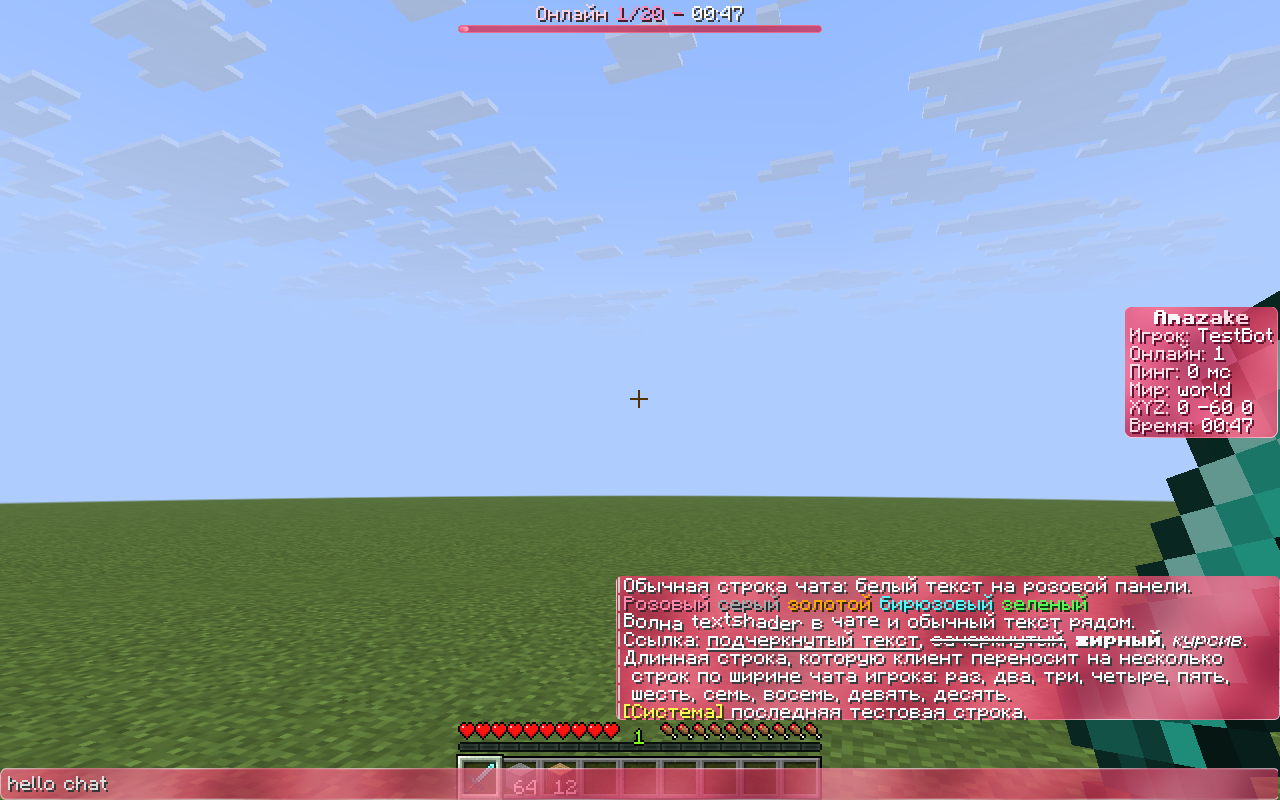 Онлайн 1/20 – 00:47
Amazake
Игрок: TestBot
Онлайн: 1
Пинг: 0 мс
Мир: world
XYZ: 0 -60 0
Время: 00:47
Обычная строка чата: белый текст на розовой панели.
Розовый серый золотой бирюзовый зеленый
Волна textshader в чате и обычный текст рядом.
Ссылка: подчеркнутый текст, зачеркнутый, жирный, курсив.
Длинная строка, которую клиент переносит на несколько
строк по ширине чата игрока: раз, два, три, четыре, пять,
шесть, семь, восемь, девять, десять.
[Система] последняя тестовая строка.
1
64 12
hello chat